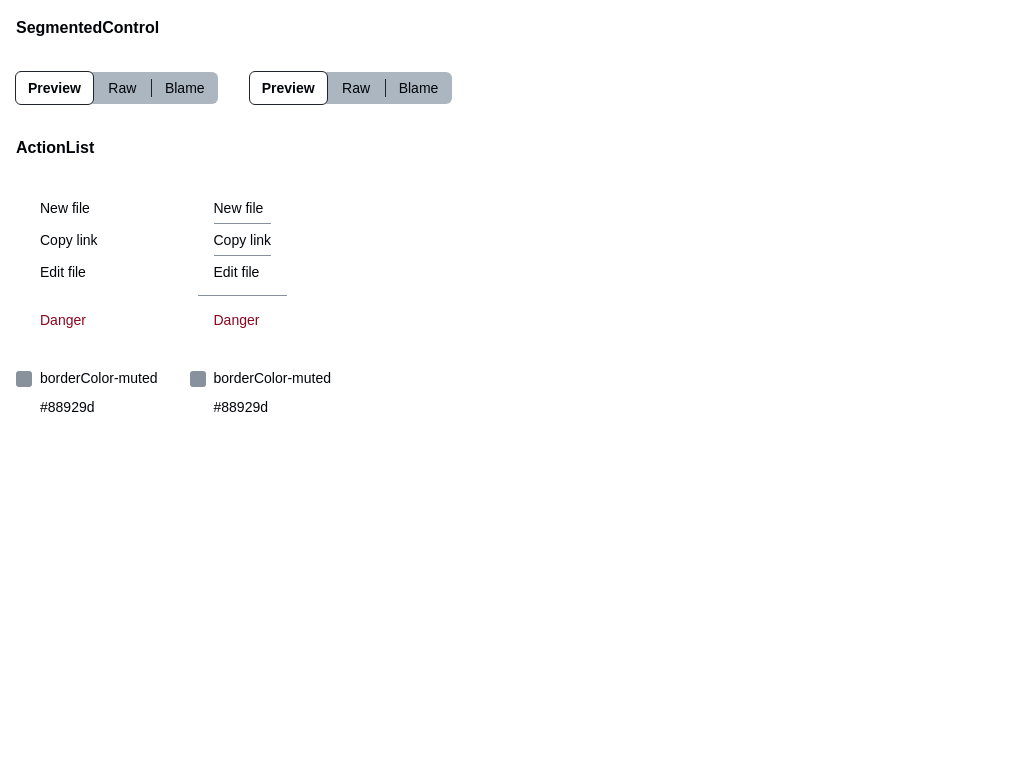 SegmentedControl
Preview Raw Blame Preview Raw Blame
ActionList
New file New file
Copy link Copy link
Edit file Edit file
Danger Danger
borderColor-muted borderColor-muted
#88929d #88929d